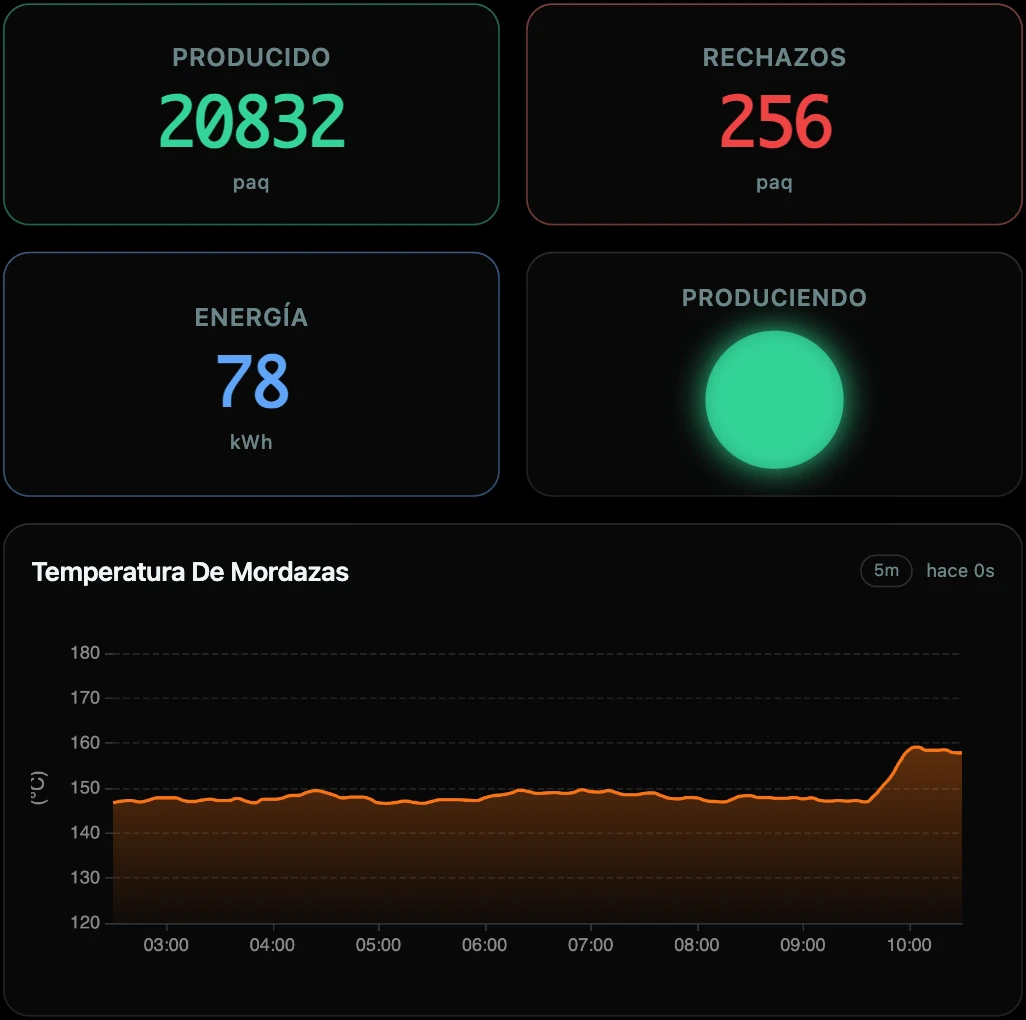 PRODUCIDO
20832
paq
RECHAZOS
256
paq
ENERGÍA
78
kWh
PRODUCIENDO
Temperatura De Mordazas
5m hace 0s
(°C)
180
170
160
150
140
130
120
03:00 04:00 05:00 06:00 07:00 08:00 09:00 10:00